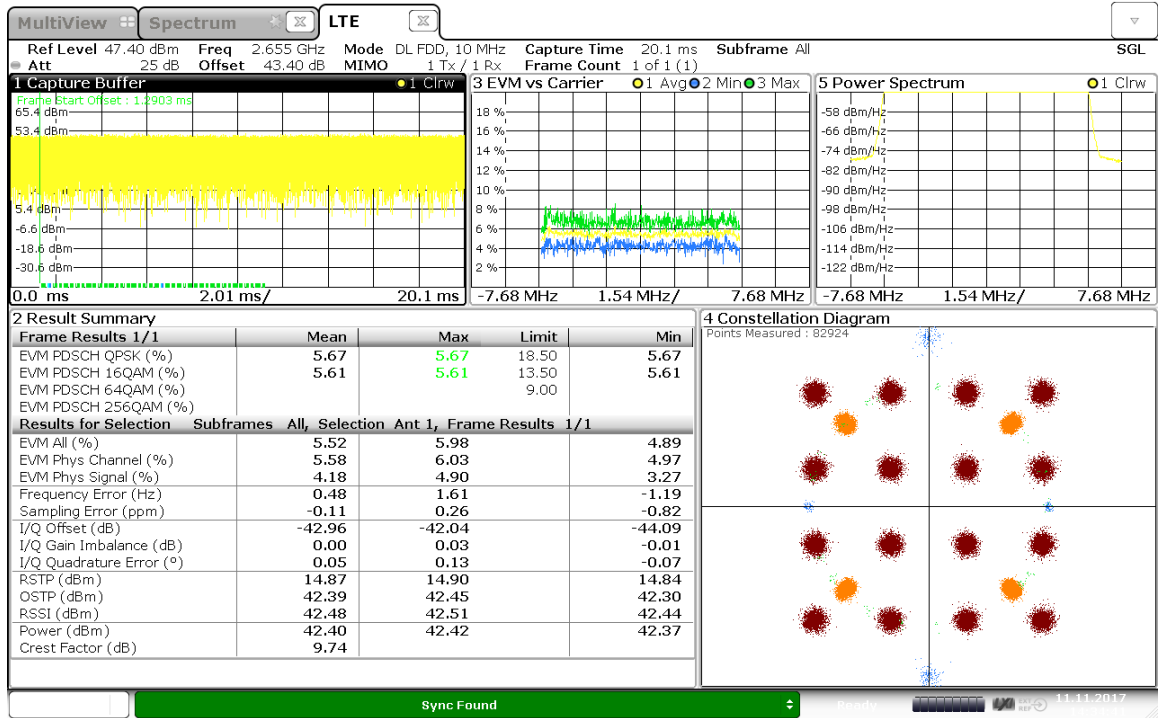 MultiView Spectrum LTE
Ref Level 47.40 dBm Freq 2.655 GHz Mode DL FDD, 10 MHz Capture Time 20.1 ms Subframe All SGL
Att 25 dB Offset 43.40 dB MIMO 1 Tx / 1 Rx Frame Count 1 of 1 (1)
1 Capture Buffer 1 Clrw
Frame Start Offset : 1.2903 ms
65.4 dBm
53.4 dBm
5.4 dBm
-6.6 dBm
-18.6 dBm
-30.6 dBm
0.0 ms 2.01 ms/ 20.1 ms
3 EVM vs Carrier 1 Avg 2 Min 3 Max
18 %
16 %
14 %
12 %
10 %
8 %
6 %
4 %
2 %
-7.68 MHz 1.54 MHz/ 7.68 MHz
5 Power Spectrum 1 Clrw
-58 dBm/Hz
-66 dBm/Hz
-74 dBm/Hz
-82 dBm/Hz
-90 dBm/Hz
-98 dBm/Hz
-106 dBm/Hz
-114 dBm/Hz
-122 dBm/Hz
-7.68 MHz 1.54 MHz/ 7.68 MHz
2 Result Summary
Frame Results 1/1 Mean Max Limit Min
EVM PDSCH QPSK (%) 5.67 5.67 18.50 5.67
EVM PDSCH 16QAM (%) 5.61 5.61 13.50 5.61
EVM PDSCH 64QAM (%) 9.00
EVM PDSCH 256QAM (%)
Results for Selection Subframes All, Selection Ant 1, Frame Results 1/1
EVM All (%) 5.52 5.98 4.89
EVM Phys Channel (%) 5.58 6.03 4.97
EVM Phys Signal (%) 4.18 4.90 3.27
Frequency Error (Hz) 0.48 1.61 -1.19
Sampling Error (ppm) -0.11 0.26 -0.82
I/Q Offset (dB) -42.96 -42.04 -44.09
I/Q Gain Imbalance (dB) 0.00 0.03 -0.01
I/Q Quadrature Error (°) 0.05 0.13 -0.07
RSTP (dBm) 14.87 14.90 14.84
OSTP (dBm) 42.39 42.45 42.30
RSSI (dBm) 42.48 42.51 42.44
Power (dBm) 42.40 42.42 42.37
Crest Factor (dB) 9.74
4 Constellation Diagram
Points Measured : 82924
Sync Found
Ready
11.11.2017